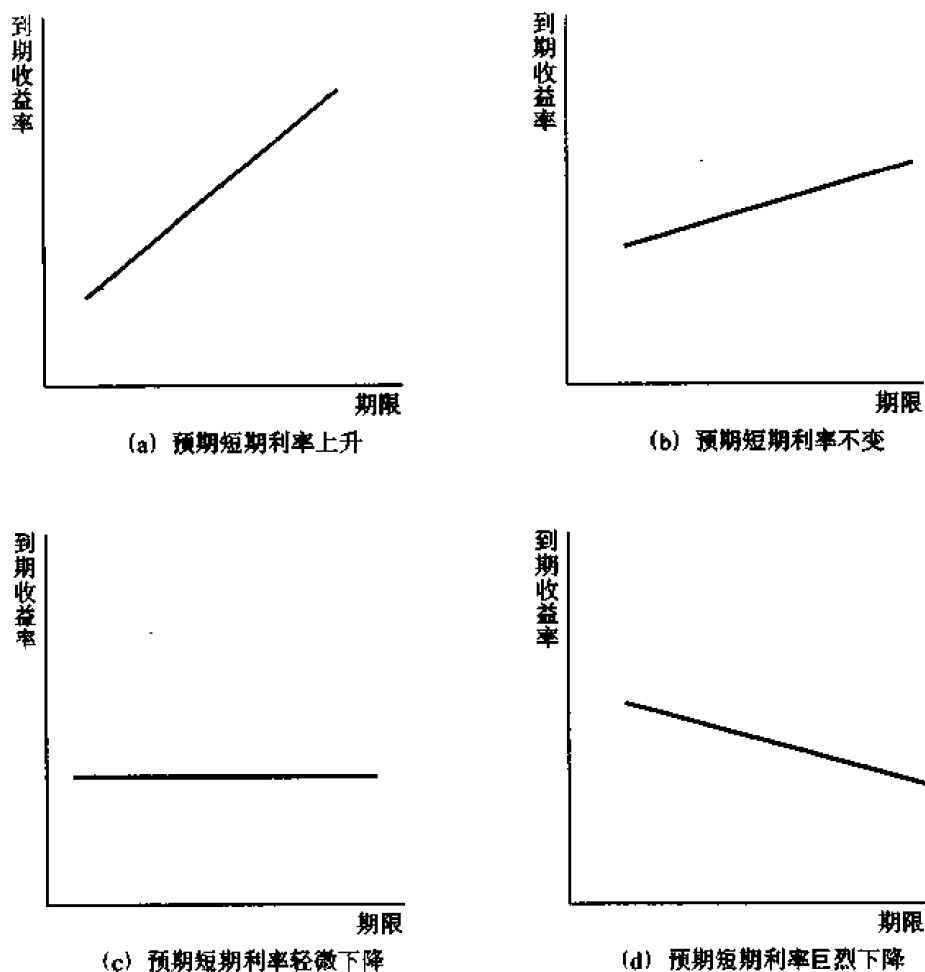 到期收益率
到期收益率
期限
期限
(a) 预期短期利率上升
(b) 预期短期利率不变
到期收益率
到期收益率
期限
期限
(c) 预期短期利率轻微下降
(d) 预期短期利率巨烈下降